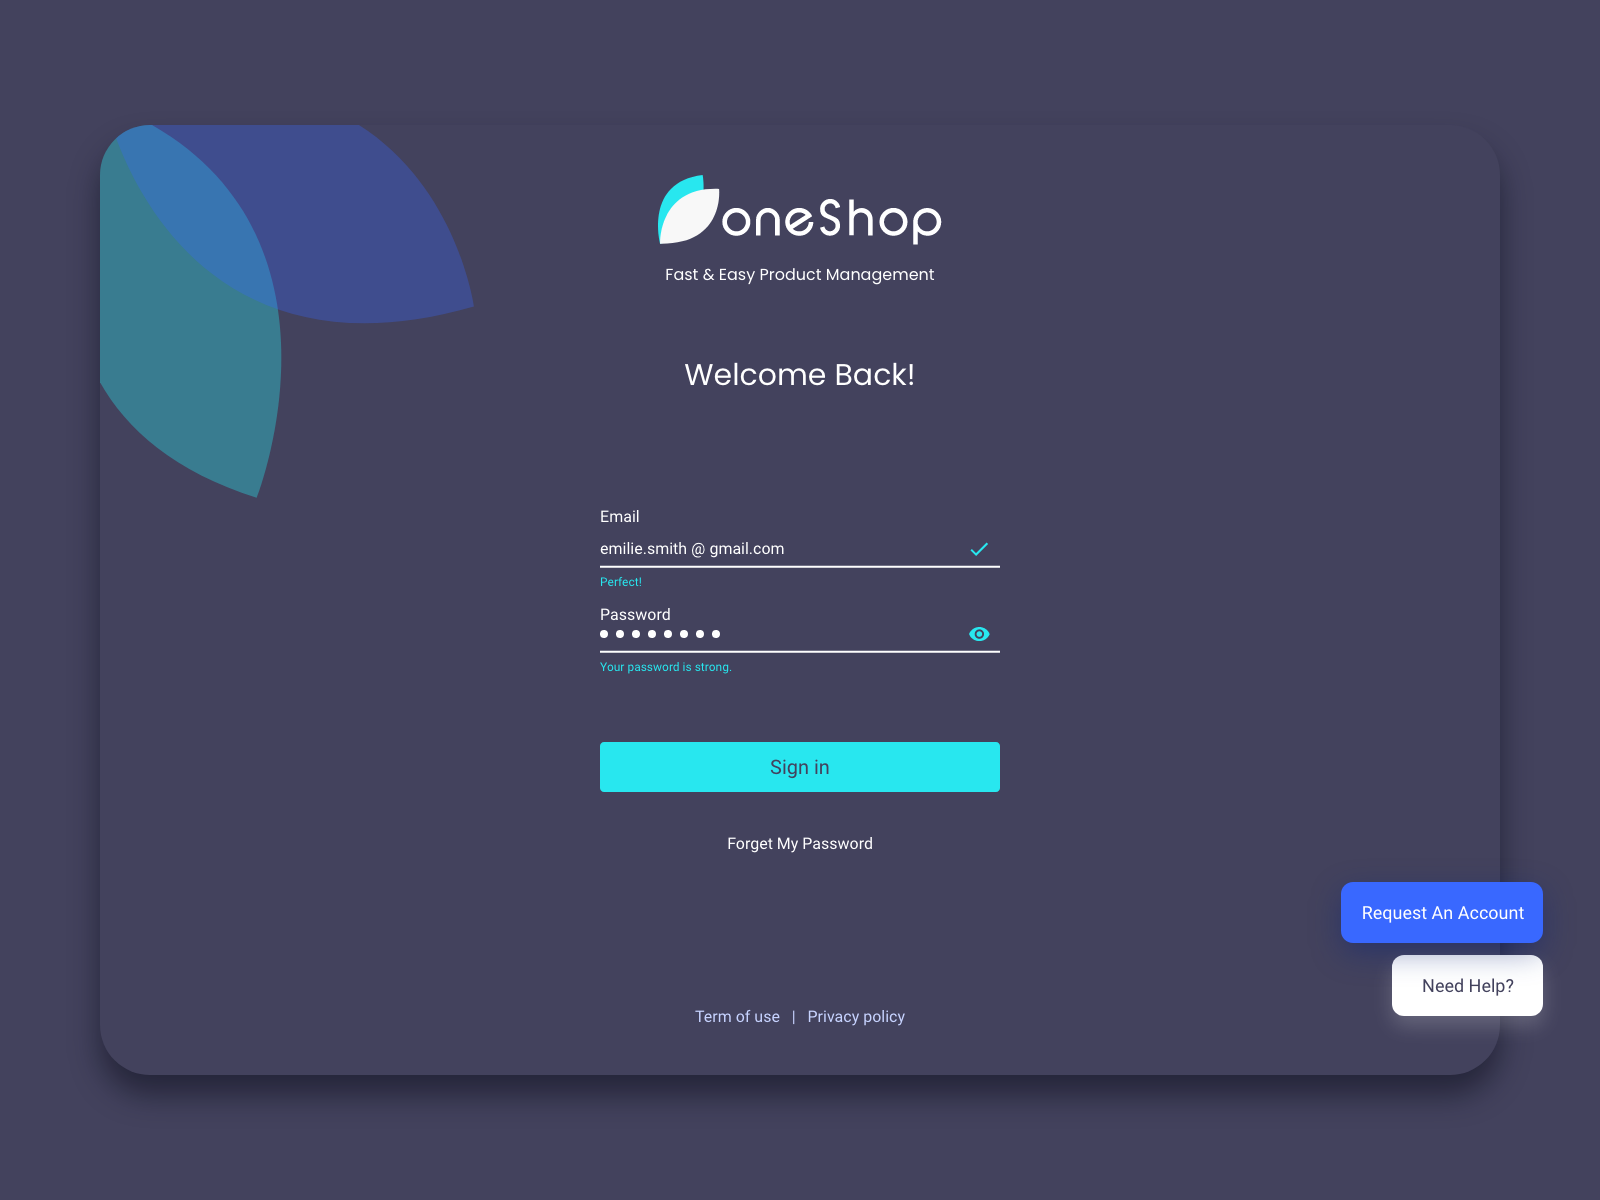 oneShop
Fast & Easy Product Management
Welcome Back!
Email
emilie.smith @ gmail.com
Perfect!
Password
Your password is strong.
Sign in
Forget My Password
Request An Account
Need Help?
Term of use | Privacy policy